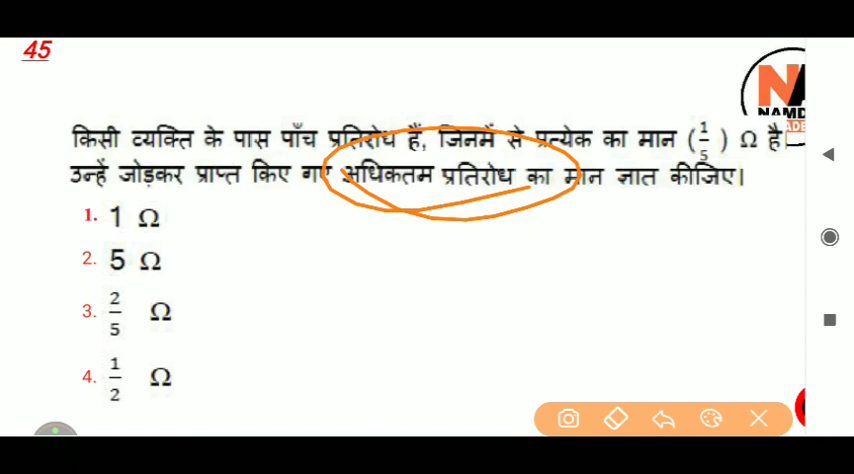 45
किसी व्यक्ति के पास पाँच प्रतिरोध हैं, जिनमें से प्रत्येक का मान (1/5) Ω है
उन्हें जोड़कर प्राप्त किए गए अधिकतम प्रतिरोध का मान ज्ञात कीजिए।
1. 1 Ω
2. 5 Ω
3. 2/5 Ω
4. 1/2 Ω